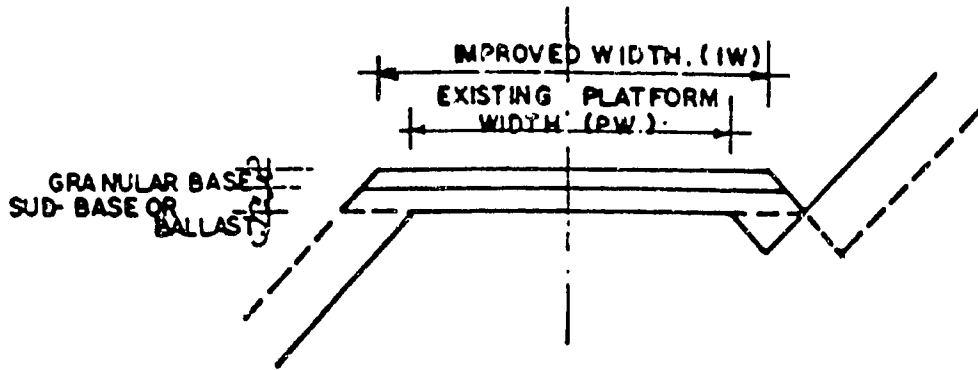 IMPROVED WIDTH. (IW)
EXISTING PLATFORM
WIDTH (PW.)
GRANULAR BASE
SUD-BASE OR
BALLAST